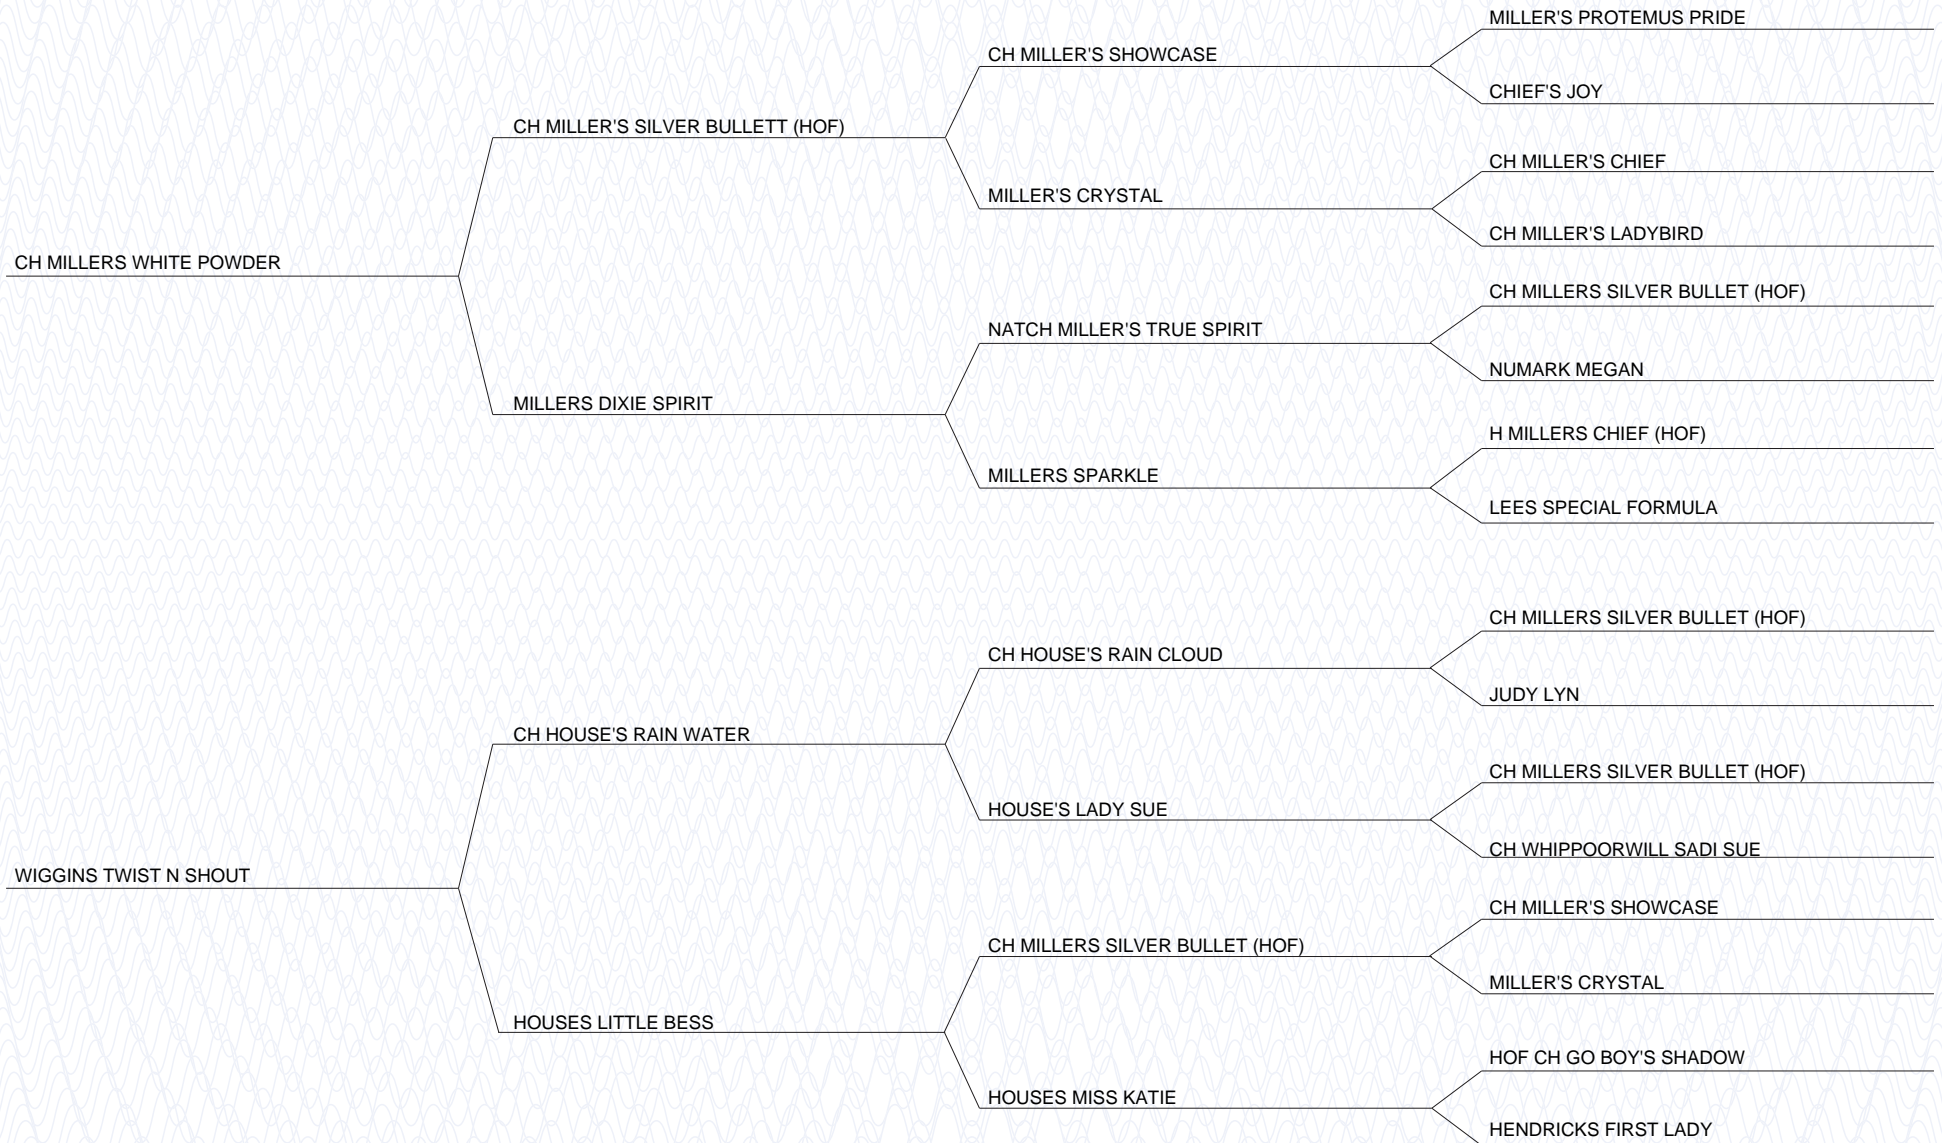 MILLER'S PROTEMUS PRIDE
CH MILLER'S SHOWCASE
CHIEF'S JOY
CH MILLER'S SILVER BULLETT (HOF)
CH MILLER'S CHIEF
MILLER'S CRYSTAL
CH MILLER'S LADYBIRD
CH MILLERS WHITE POWDER
CH MILLERS SILVER BULLET (HOF)
NATCH MILLER'S TRUE SPIRIT
NUMARK MEGAN
MILLERS DIXIE SPIRIT
H MILLERS CHIEF (HOF)
MILLERS SPARKLE
LEES SPECIAL FORMULA
CH MILLERS SILVER BULLET (HOF)
CH HOUSE'S RAIN CLOUD
JUDY LYN
CH HOUSE'S RAIN WATER
CH MILLERS SILVER BULLET (HOF)
HOUSE'S LADY SUE
CH WHIPPOORWILL SADI SUE
WIGGINS TWIST N SHOUT
CH MILLER'S SHOWCASE
CH MILLERS SILVER BULLET (HOF)
MILLER'S CRYSTAL
HOUSES LITTLE BESS
HOF CH GO BOY'S SHADOW
HOUSES MISS KATIE
HENDRICKS FIRST LADY